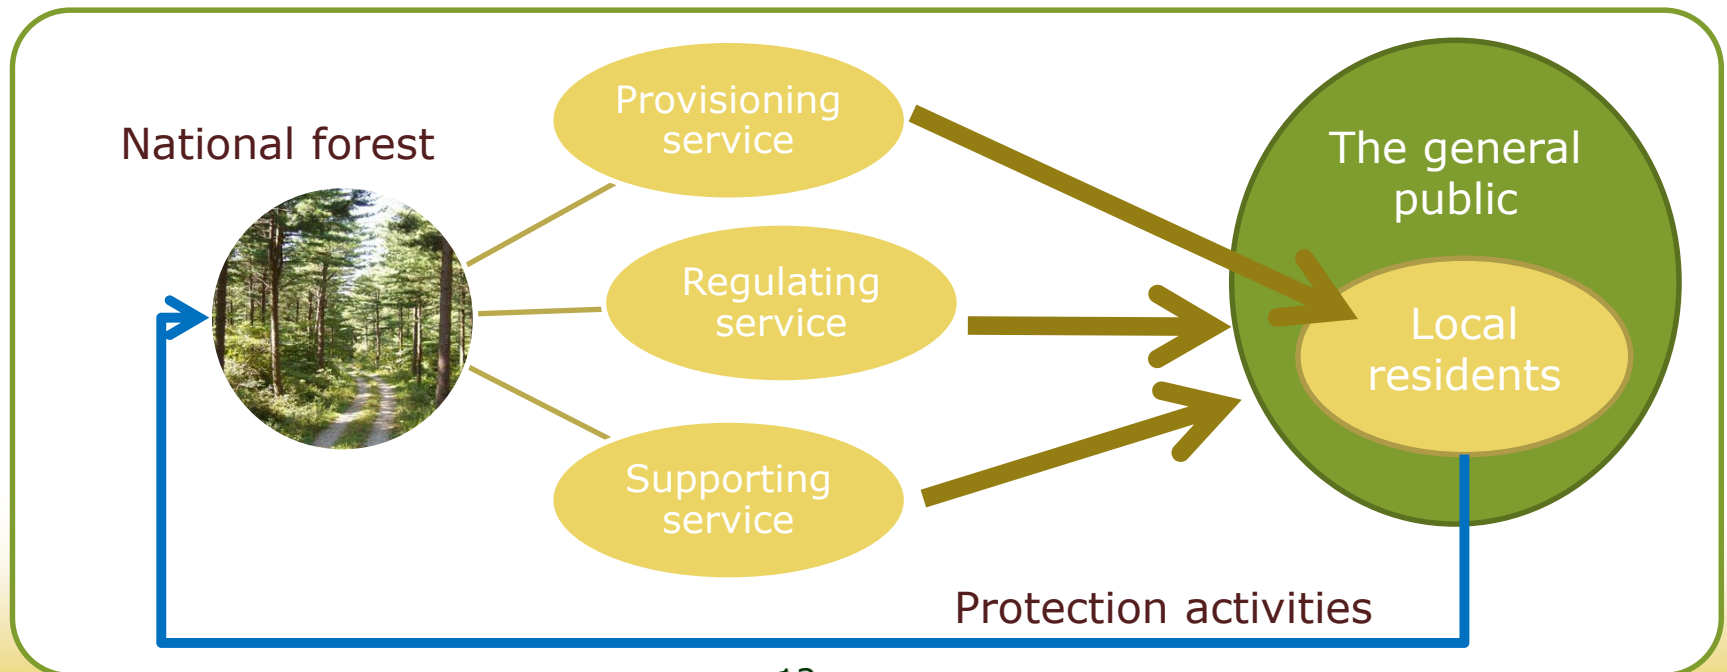 National forest
Provisioning
service
Regulating
service
Supporting
service
The general
public
Local
residents
Protection activities